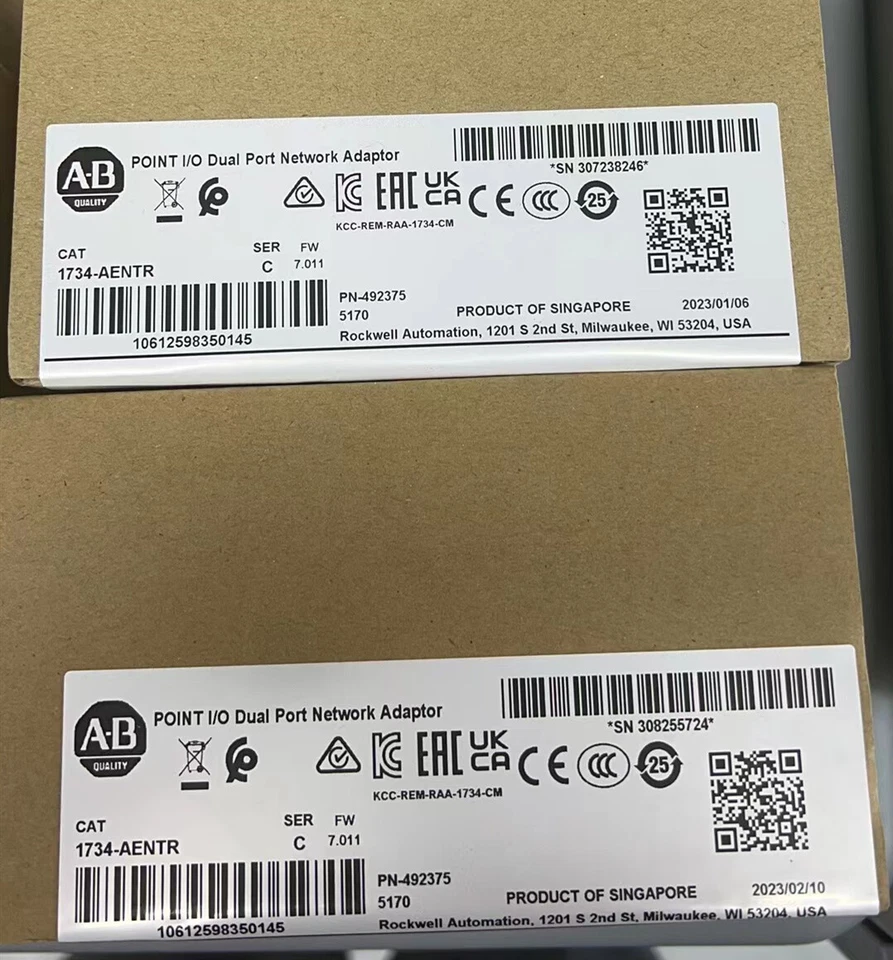 A-B
QUALITY
POINT I/O Dual Port Network Adaptor
*SN 307238246*
EAC UK CA CE CCC 25
KCC-REM-RAA-1734-CM
CAT SER FW
1734-AENTR C 7.011
10612598350145
PN-492375
5170 PRODUCT OF SINGAPORE 2023/01/06
Rockwell Automation, 1201 S 2nd St, Milwaukee, WI 53204, USA
A-B
QUALITY
POINT I/O Dual Port Network Adaptor
*SN 308255724*
EAC UK CA CE CCC 25
KCC-REM-RAA-1734-CM
CAT SER FW
1734-AENTR C 7.011
10612598350145
PN-492375
5170 PRODUCT OF SINGAPORE 2023/02/10
Rockwell Automation, 1201 S 2nd St, Milwaukee, WI 53204, USA